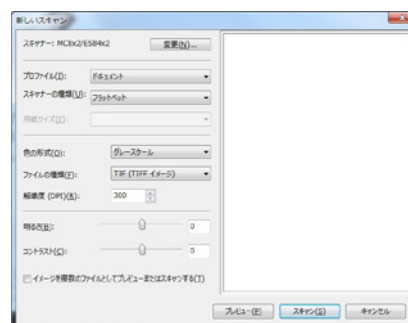 新しいスキャン
スキャナー: MC8x2/ES84x2 変更(N)...
プロファイル(I): ドキュメント
スキャナーの種類(U): フラットベッド
用紙サイズ(Z):
色の形式(O): グレースケール
ファイルの種類(F): TIF (TIFF イメージ)
解像度 (DPI)(R): 300
明るさ(B): 0
コントラスト(C): 0
イメージを複数のファイルとしてプレビューまたはスキャンする(T)
プレビュー(P) スキャン(S) キャンセル